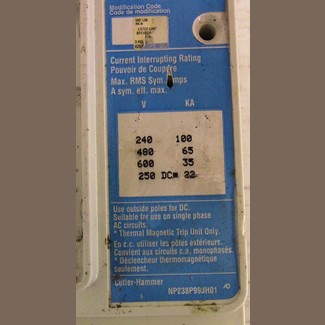 Modification Code
Code de modification
Current Interrupting Rating
Pouvoir de Coupure
Max. RMS Sym. Amps
A sym. eff. max.
V KA
240 100
480 65
600 35
250 DC* 22
Use outside poles for DC.
Suitable for use on single phase
AC circuits.
* Thermal Magnetic Trip Unit Only.
En c.c. utiliser les pôles extérieurs.
Convient aux circuits c.a. monophasés.
* Déclencheur thermomagnétique
seulement.
Cutler-Hammer
NP238P99JH01